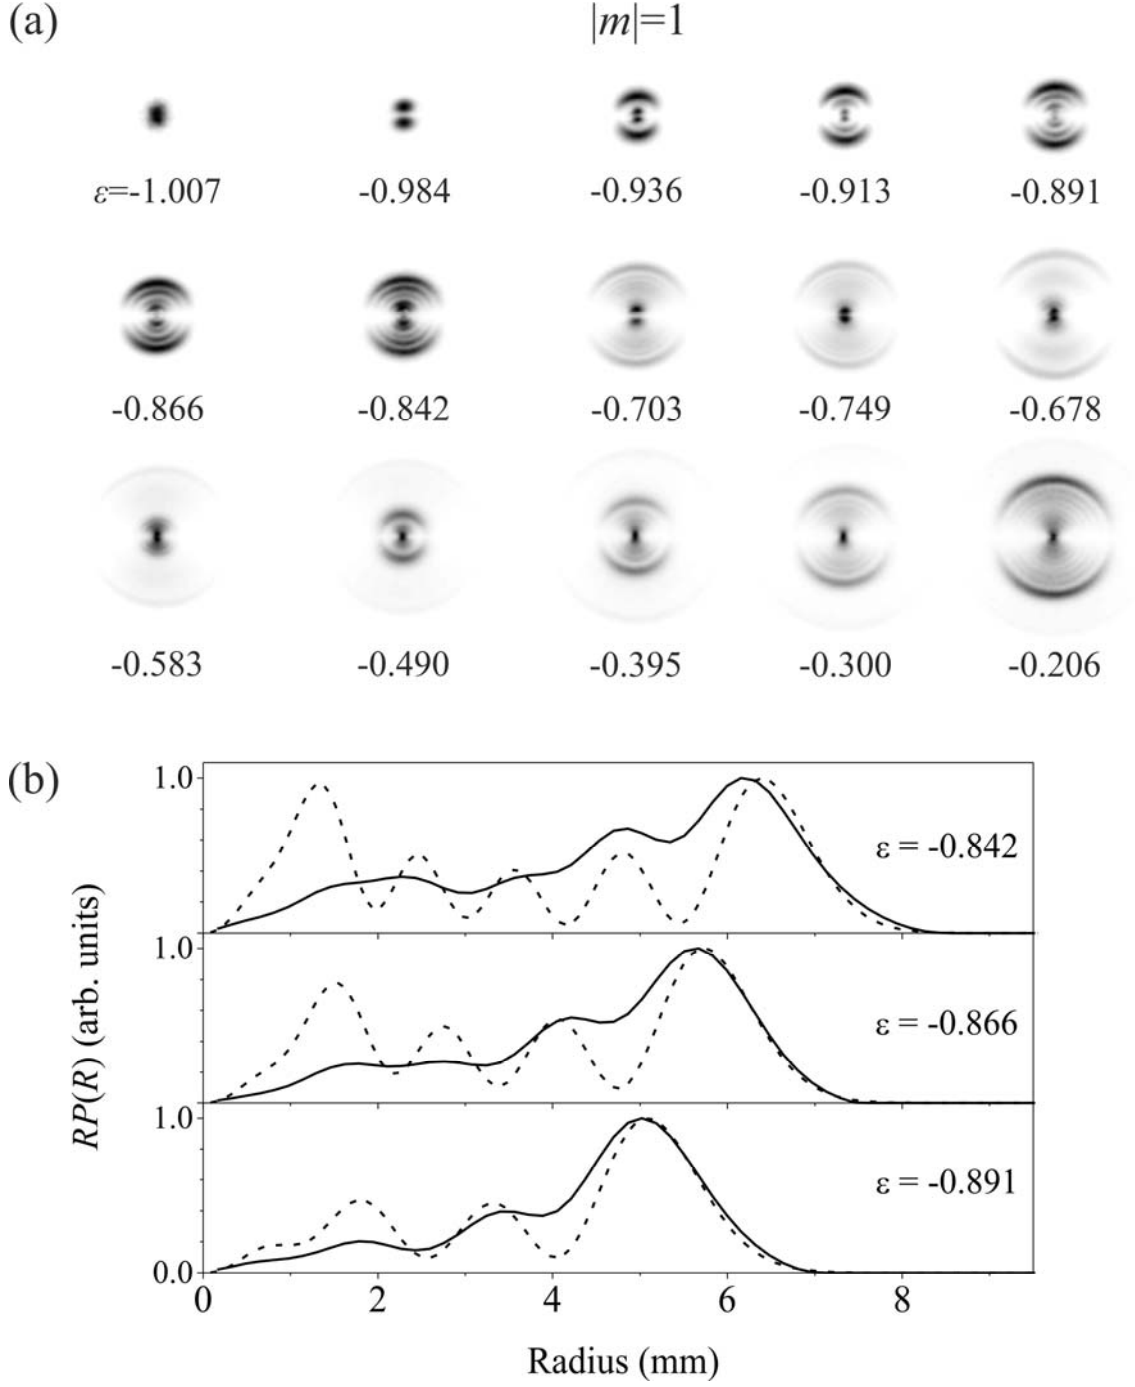 (a)
|m|=1
ε=-1.007 -0.984 -0.936 -0.913 -0.891
-0.866 -0.842 -0.703 -0.749 -0.678
-0.583 -0.490 -0.395 -0.300 -0.206
(b)
1.0
ε = -0.842
1.0
ε = -0.866
1.0
ε = -0.891
0.0
RP(R) (arb. units)
0 2 4 6 8
Radius (mm)